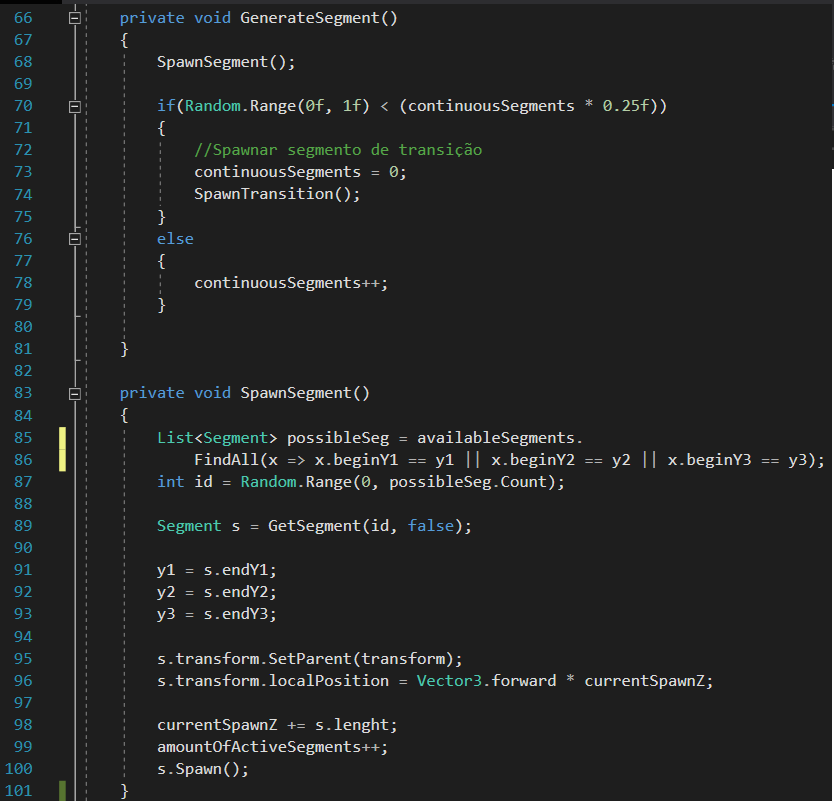 66 private void GenerateSegment()
67 {
68 SpawnSegment();
69
70 if(Random.Range(0f, 1f) < (continuousSegments * 0.25f))
71 {
72 //Spawnar segmento de transição
73 continuousSegments = 0;
74 SpawnTransition();
75 }
76 else
77 {
78 continuousSegments++;
79 }
80
81 }
82
83 private void SpawnSegment()
84 {
85 List<Segment> possibleSeg = availableSegments.
86 FindAll(x => x.beginY1 == y1 || x.beginY2 == y2 || x.beginY3 == y3);
87 int id = Random.Range(0, possibleSeg.Count);
88
89 Segment s = GetSegment(id, false);
90
91 y1 = s.endY1;
92 y2 = s.endY2;
93 y3 = s.endY3;
94
95 s.transform.SetParent(transform);
96 s.transform.localPosition = Vector3.forward * currentSpawnZ;
97
98 currentSpawnZ += s.lenght;
99 amountOfActiveSegments++;
100 s.Spawn();
101 }